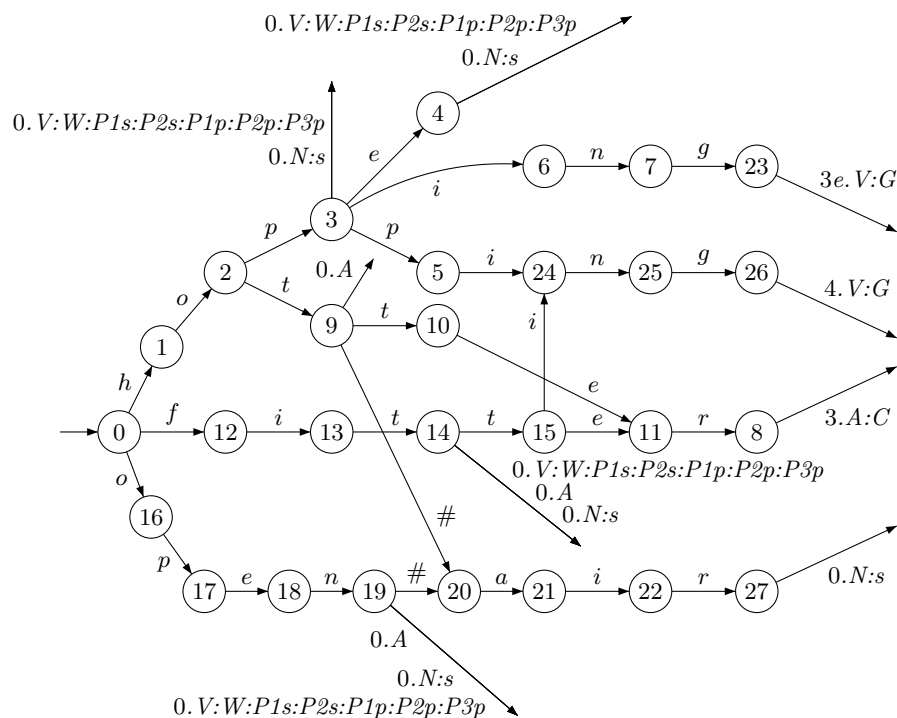 0.V:W:P1s:P2s:P1p:P2p:P3p
0.N:s
4
0.V:W:P1s:P2s:P1p:P2p:P3p
0.N:s
e
6 n 7 g 23
i
3e.V:G
3
p
p
2
0.A
5 i 24 n 25 g 26
o
t
4.V:G
9 t 10
i
1
e
h
0 f 12 i 13 t 14 t 15 e 11 r 8
3.A:C
o
0.V:W:P1s:P2s:P1p:P2p:P3p
0.A
0.N:s
16
#
p
17 e 18 n 19 # 20 a 21 i 22 r 27
0.N:s
0.A
0.N:s
0.V:W:P1s:P2s:P1p:P2p:P3p